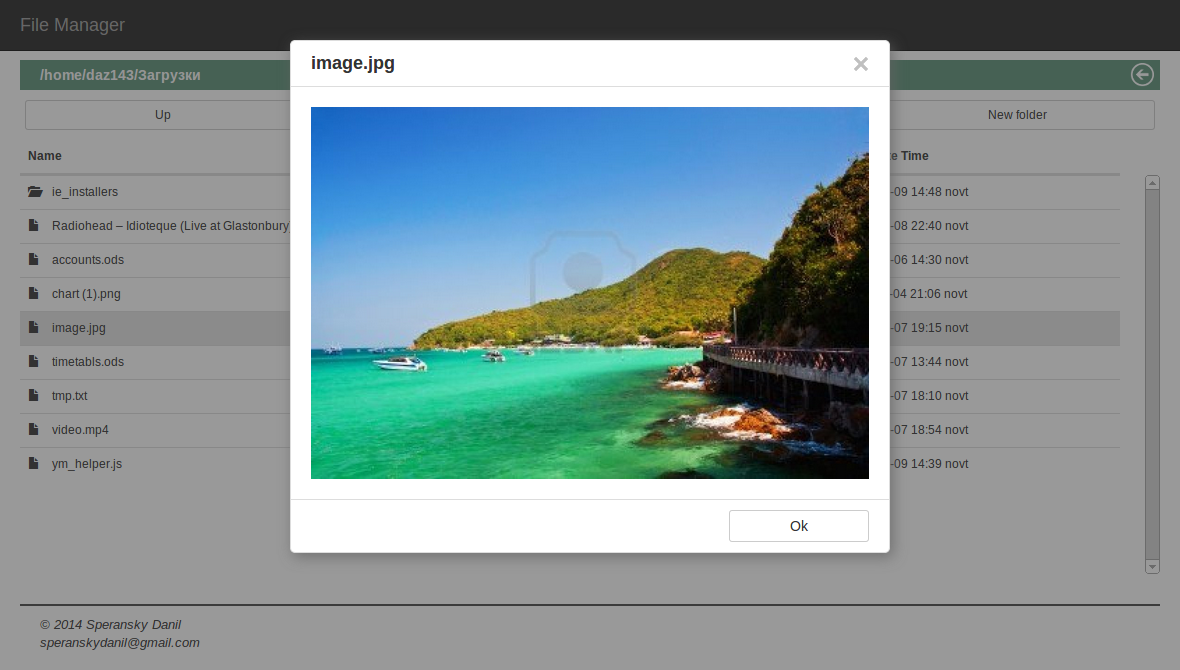 File Manager
image.jpg
×
/home/daz143/Загрузки
Up
New folder
Name
Time
ie_installers
-09 14:48 novt
Radiohead – Idioteque (Live at Glastonbury
-08 22:40 novt
accounts.ods
-06 14:30 novt
chart (1).png
-04 21:06 novt
image.jpg
-07 19:15 novt
timetabls.ods
-07 13:44 novt
tmp.txt
-07 18:10 novt
video.mp4
-07 18:54 novt
ym_helper.js
-09 14:39 novt
Ok
© 2014 Speransky Danil
speranskydanil@gmail.com